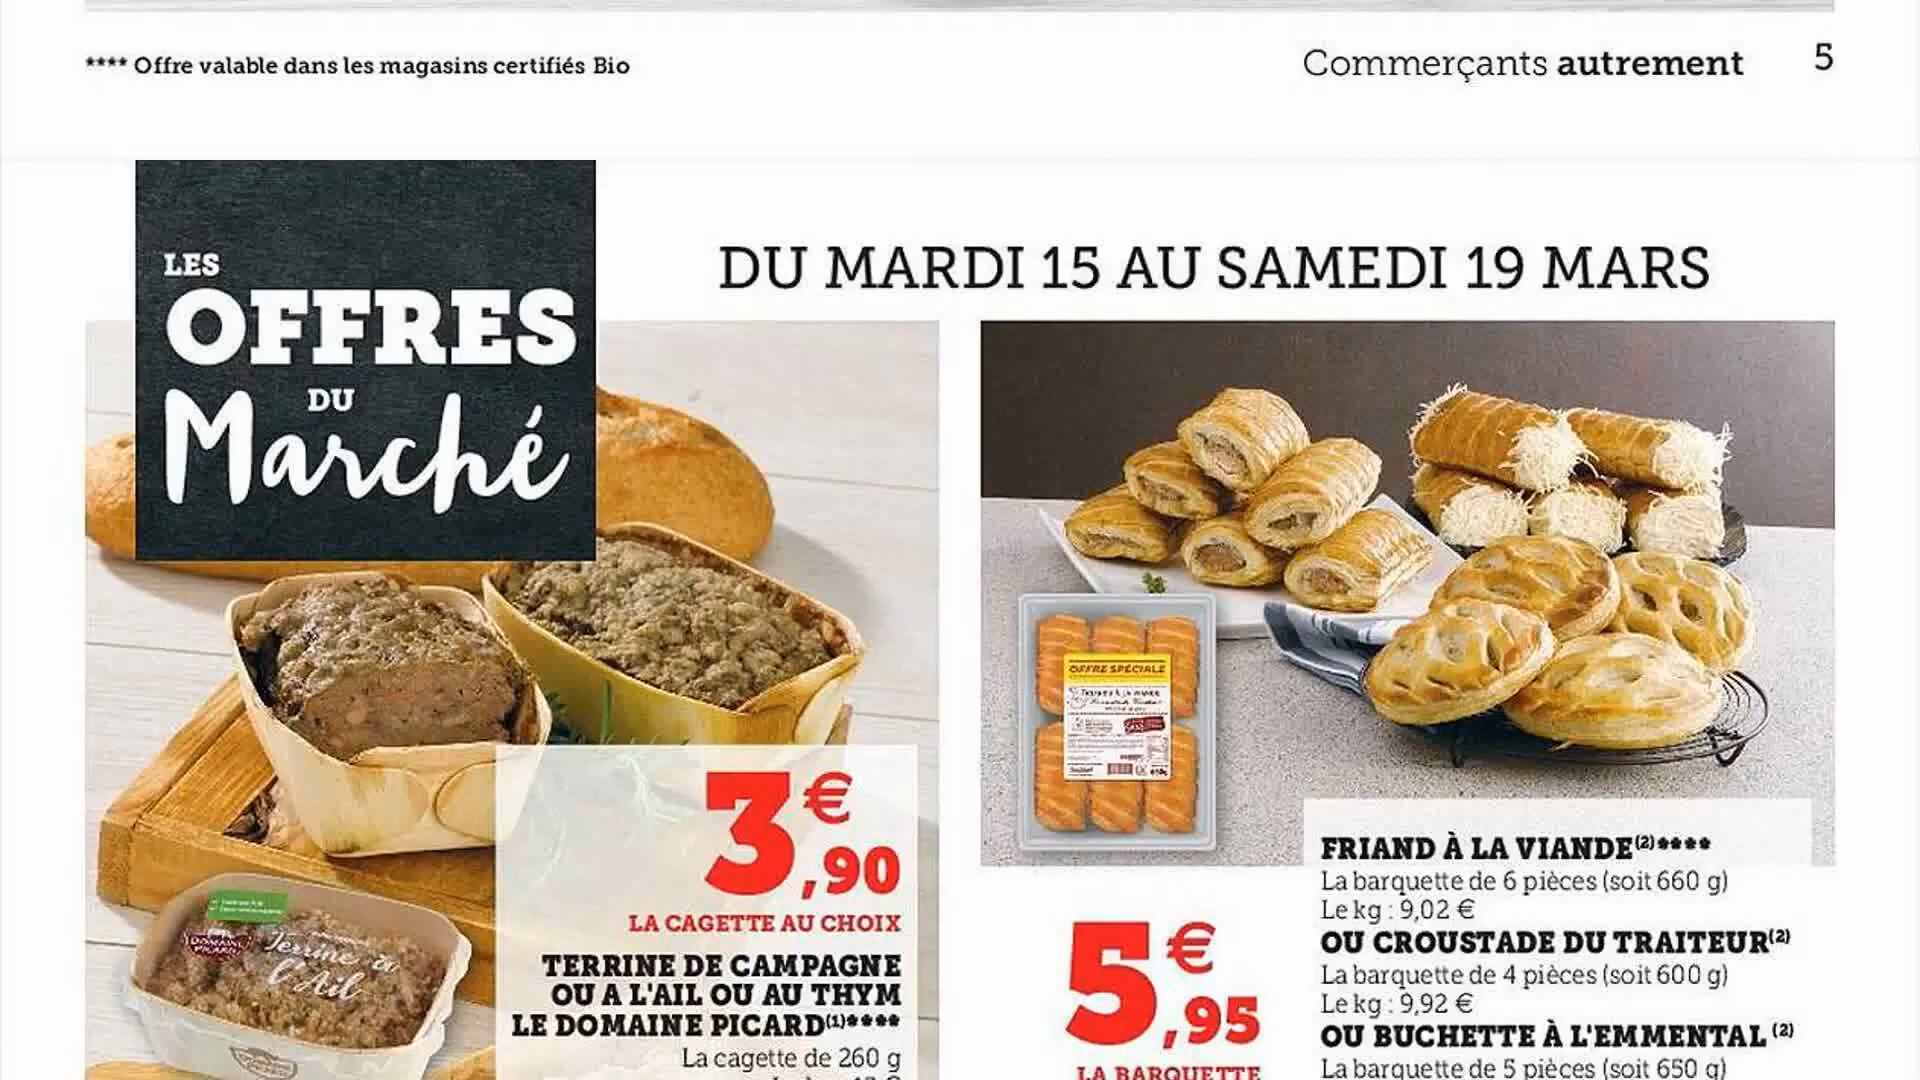 **** Offre valable dans les magasins certifiés Bio
Commerçants autrement 5
LES
OFFRES
DU
Marché
DU MARDI 15 AU SAMEDI 19 MARS
3€,90
LA CAGETTE AU CHOIX
TERRINE DE CAMPAGNE
OU A L'AIL OU AU THYM
LE DOMAINE PICARD(1)****
La cagette de 260 g
DOMAINE
PICARD
Terrine à
l'Ail
OFFRE SPÉCIALE
5€,95
LA BARQUETTE
FRIAND À LA VIANDE(2)****
La barquette de 6 pièces (soit 660 g)
Le kg : 9,02 €
OU CROUSTADE DU TRAITEUR(2)
La barquette de 4 pièces (soit 600 g)
Le kg : 9,92 €
OU BUCHETTE À L'EMMENTAL (2)
La barquette de 5 pièces (soit 650 g)